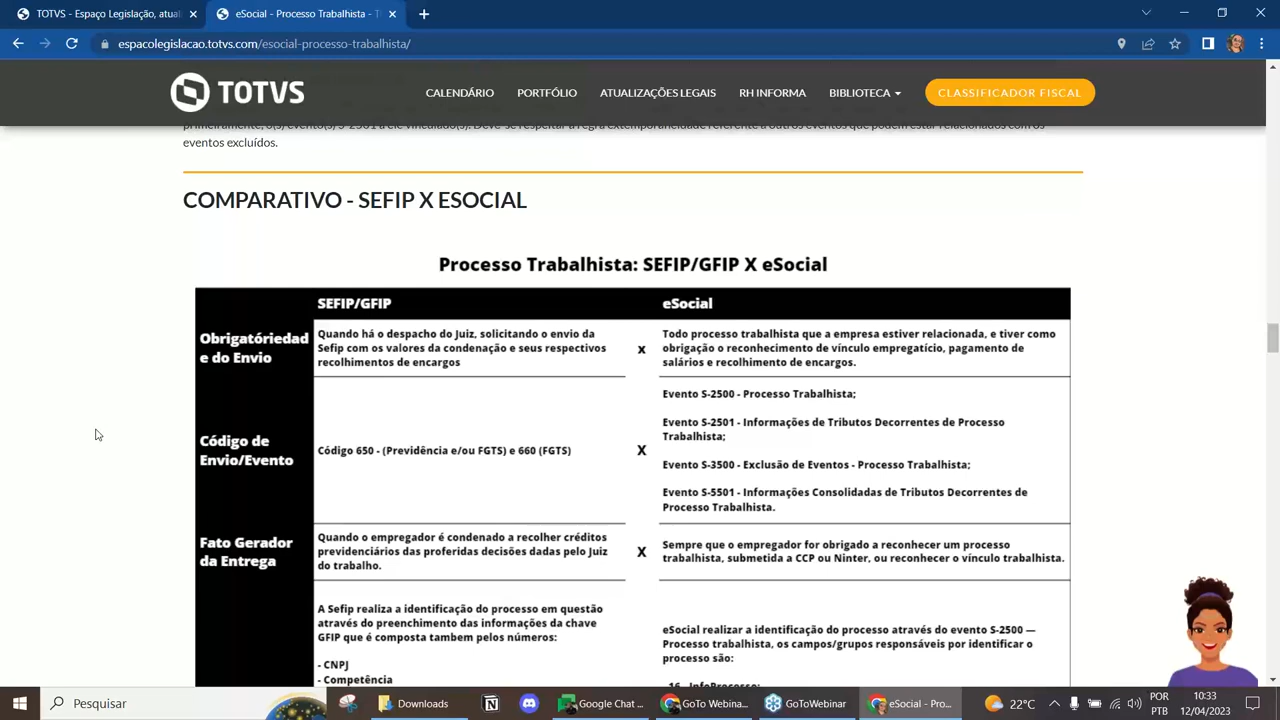 TOTVS - Espaço Legislação, atual
eSocial - Processo Trabalhista - T
espacolegislacao.totvs.com/esocial-processo-trabalhista/
TOTVS
CALENDÁRIO
PORTFÓLIO
ATUALIZAÇÕES LEGAIS
RH INFORMA
BIBLIOTECA
CLASSIFICADOR FISCAL
eventos excluídos.
COMPARATIVO - SEFIP X ESOCIAL
Processo Trabalhista: SEFIP/GFIP X eSocial
SEFIP/GFIP
eSocial
Obrigatóriedad
e do Envio
Quando há o despacho do Juiz, solicitando o envio da
Sefip com os valores da condenação e seus respectivos
recolhimentos de encargos
x
Todo processo trabalhista que a empresa estiver relacionada, e tiver como
obrigação o reconhecimento de vínculo empregatício, pagamento de
salários e recolhimento de encargos.
Código de
Envio/Evento
Código 650 - (Previdência e/ou FGTS) e 660 (FGTS)
X
Evento S-2500 - Processo Trabalhista;
Evento S-2501 - Informações de Tributos Decorrentes de Processo
Trabalhista;
Evento S-3500 - Exclusão de Eventos - Processo Trabalhista;
Evento S-5501 - Informações Consolidadas de Tributos Decorrentes de
Processo Trabalhista.
Fato Gerador
da Entrega
Quando o empregador é condenado a recolher créditos
previdenciários das proferidas decisões dadas pelo Juiz
do trabalho.
X
Sempre que o empregador for obrigado a reconhecer um processo
trabalhista, submetida a CCP ou Ninter, ou reconhecer o vínculo trabalhista.
A Sefip realiza a identificação do processo em questão
através do preenchimento das informações da chave
GFIP que é composta tambem pelos números:
- CNPJ
- Competência
eSocial realizar a identificação do processo através do evento S-2500 —
Processo trabalhista, os campos/grupos responsáveis por identificar o
processo são:
16 - InfoProcesso:
Pesquisar
Downloads
Google Chat ...
GoTo Webina...
GoToWebinar
eSocial - Pro...
22°C
POR
PTB
10:33
12/04/2023